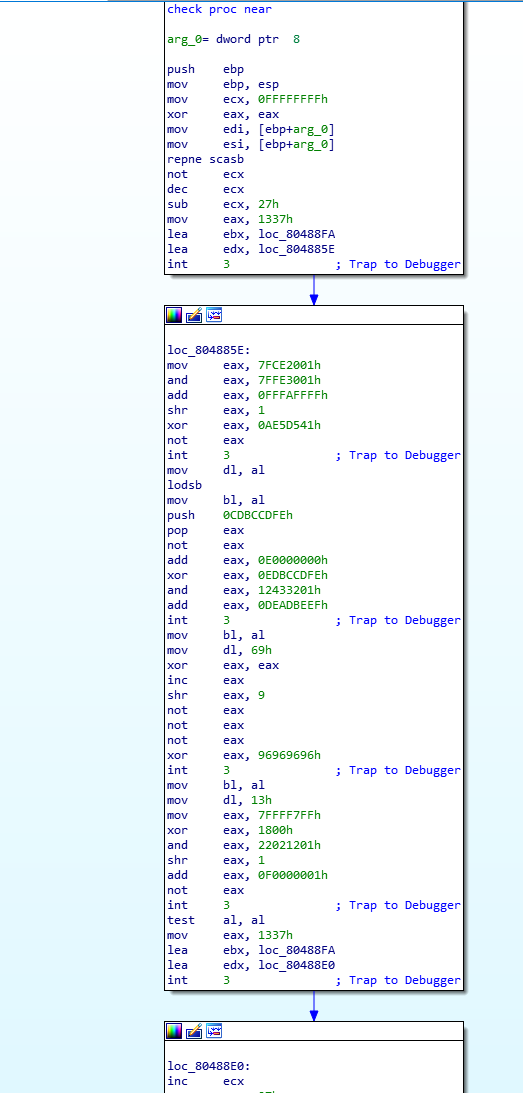 check proc near
arg_0= dword ptr  8
push    ebp
mov     ebp, esp
mov     ecx, 0FFFFFFFFh
xor     eax, eax
mov     edi, [ebp+arg_0]
mov     esi, [ebp+arg_0]
repne scasb
not     ecx
dec     ecx
sub     ecx, 27h
mov     eax, 1337h
lea     ebx, loc_80488FA
lea     edx, loc_804885E
int     3               ; Trap to Debugger
loc_804885E:
mov     eax, 7FCE2001h
and     eax, 7FFE3001h
add     eax, 0FFFAFFFFh
shr     eax, 1
xor     eax, 0AE5D541h
not     eax
int     3               ; Trap to Debugger
mov     dl, al
lodsb
mov     bl, al
push    0CDBCCDFEh
pop     eax
not     eax
add     eax, 0E0000000h
xor     eax, 0EDBCCDFEh
and     eax, 12433201h
add     eax, 0DEADBEEFh
int     3               ; Trap to Debugger
mov     bl, al
mov     dl, 69h
xor     eax, eax
inc     eax
shr     eax, 9
not     eax
not     eax
not     eax
xor     eax, 96969696h
int     3               ; Trap to Debugger
mov     bl, al
mov     dl, 13h
mov     eax, 7FFFF7FFh
xor     eax, 1800h
and     eax, 22021201h
shr     eax, 1
add     eax, 0F0000001h
not     eax
int     3               ; Trap to Debugger
test    al, al
mov     eax, 1337h
lea     ebx, loc_80488FA
lea     edx, loc_80488E0
int     3               ; Trap to Debugger
loc_80488E0:
inc     ecx